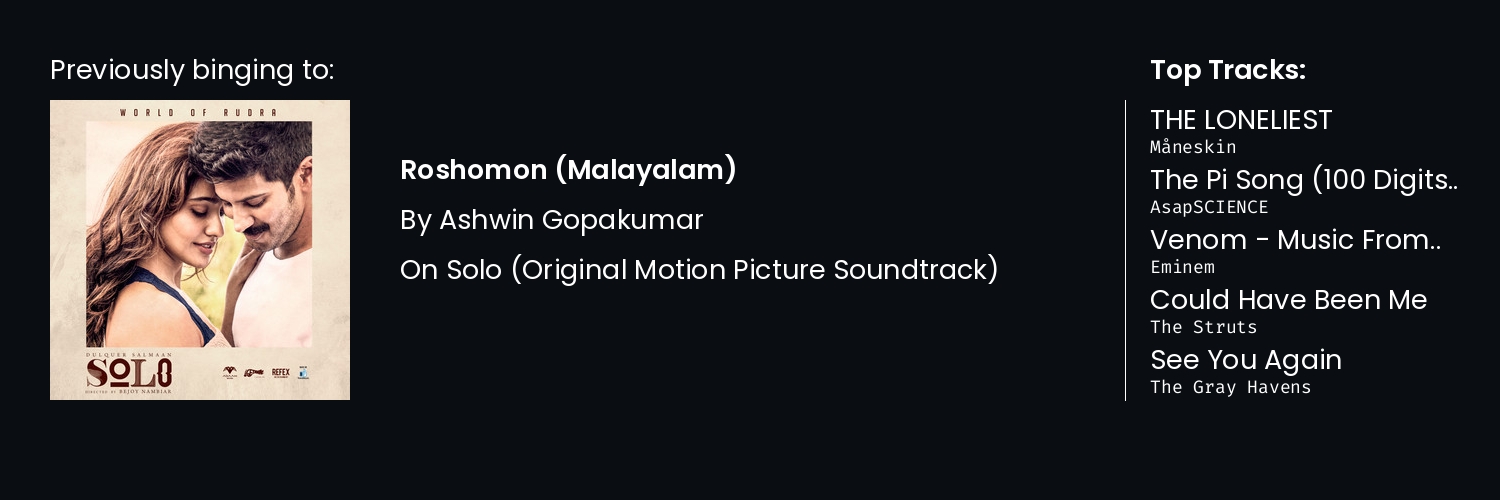 Previously binging to:
WORLD OF RUDRA
DULQUER SALMAAN
SOLO
DIRECTED BY BEJOY NAMBIAR
REFEX
Roshomon (Malayalam)
By Ashwin Gopakumar
On Solo (Original Motion Picture Soundtrack)
Top Tracks:
THE LONELIEST
Måneskin
The Pi Song (100 Digits..
AsapSCIENCE
Venom - Music From..
Eminem
Could Have Been Me
The Struts
See You Again
The Gray Havens